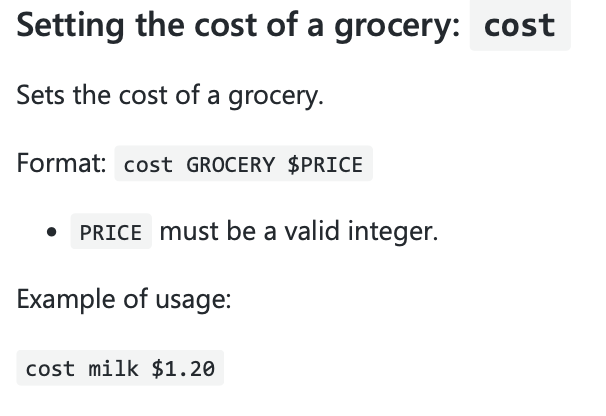 Setting the cost of a grocery: cost
Sets the cost of a grocery.
Format: cost GROCERY $PRICE
• PRICE must be a valid integer.
Example of usage:
cost milk $1.20